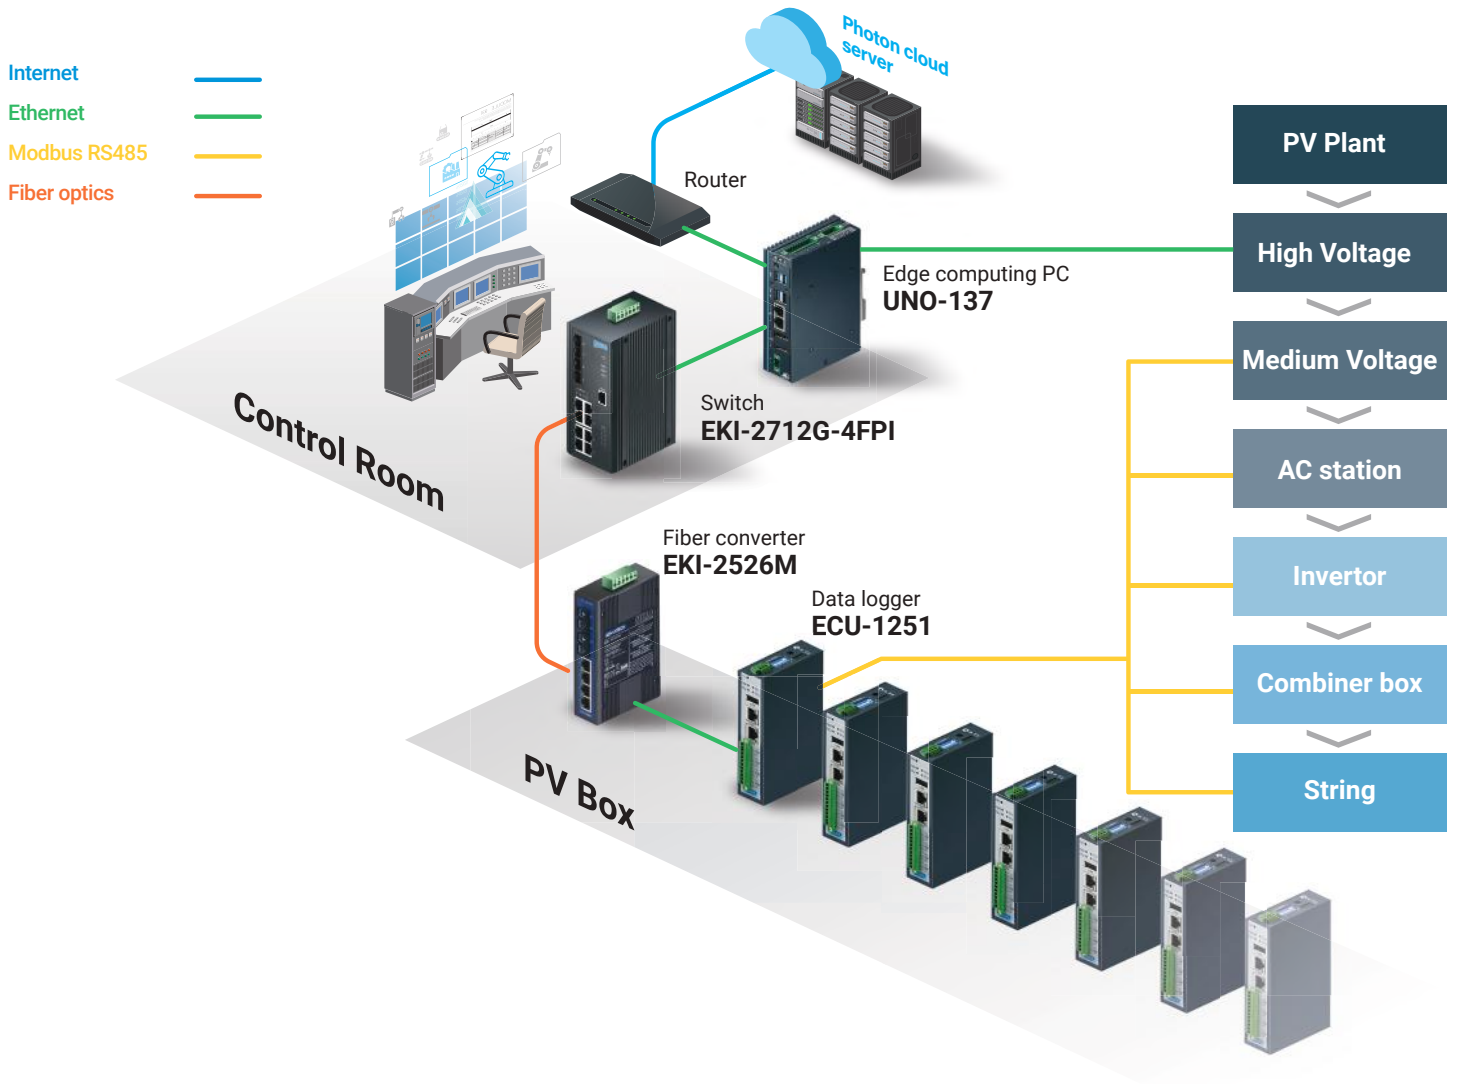 Internet
Ethernet
Modbus RS485
Fiber optics
Photon cloud
server
Router
Edge computing PC
UNO-137
Switch
EKI-2712G-4FPI
Control Room
Fiber converter
EKI-2526M
Data logger
ECU-1251
PV Box
PV Plant
High Voltage
Medium Voltage
AC station
Invertor
Combiner box
String